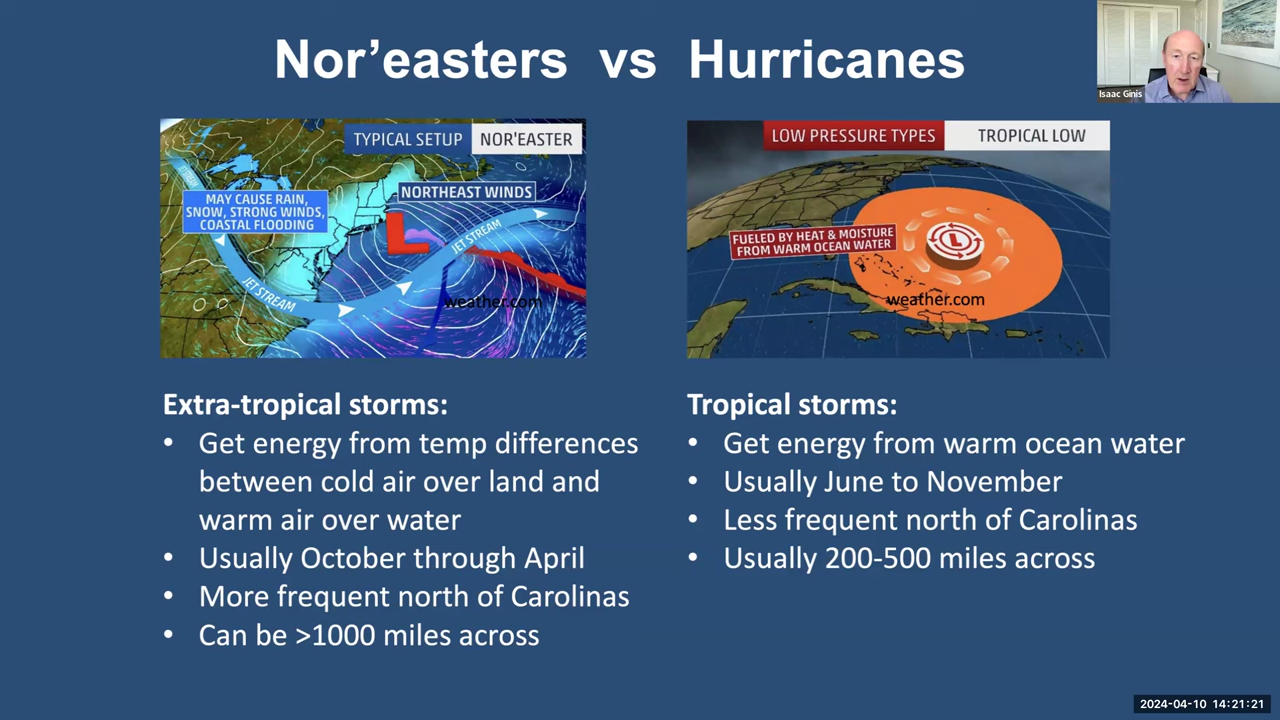 Nor’easters vs Hurricanes
Isaac Ginis
TYPICAL SETUP NOR'EASTER
MAY CAUSE RAIN,
SNOW, STRONG WINDS,
COASTAL FLOODING
NORTHEAST WINDS
L
JET STREAM
JET STREAM
weather.com
LOW PRESSURE TYPES TROPICAL LOW
FUELED BY HEAT & MOISTURE
FROM WARM OCEAN WATER
L
weather.com
Extra-tropical storms:
• Get energy from temp differences
between cold air over land and
warm air over water
• Usually October through April
• More frequent north of Carolinas
• Can be >1000 miles across
Tropical storms:
• Get energy from warm ocean water
• Usually June to November
• Less frequent north of Carolinas
• Usually 200-500 miles across
2024-04-10 14:21:21